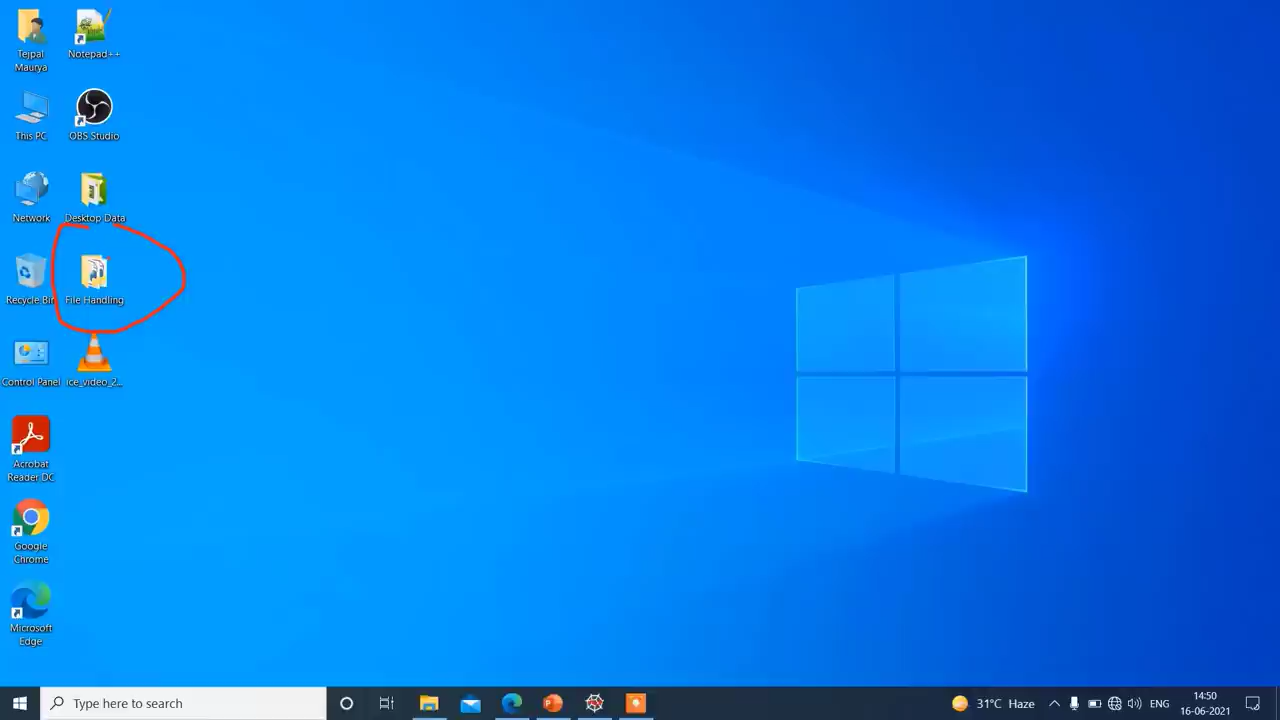 Tejpal
Maurya
Notepad++
This PC
OBS Studio
Network
Desktop Data
Recycle Bin
File Handling
Control Panel
ice_video_2...
Acrobat
Reader DC
Google
Chrome
Microsoft
Edge
Type here to search
31°C Haze
ENG
14:50
16-06-2021